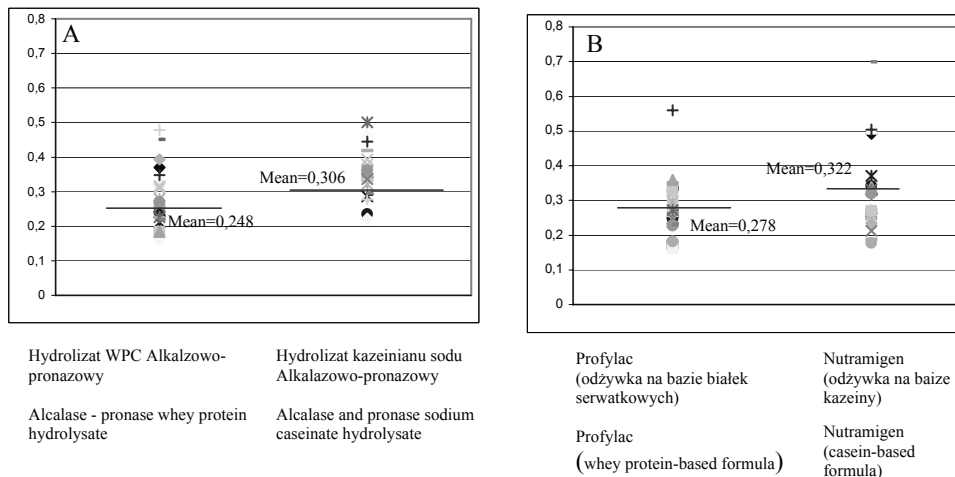 A
0,8
0,7
0,6
0,5
0,4
0,3
0,2
0,1
0
Mean=0,306
Mean=0,248
Hydrolizat WPC Alkalzowo-
pronazowy
Alcalase - pronase whey protein
hydrolysate
Hydrolizat kazeinianu sodu
Alkalazowo-pronazowy
Alcalase and pronase sodium
caseinate hydrolysate
B
0,8
0,7
0,6
0,5
0,4
0,3
0,2
0,1
0
Mean=0,322
Mean=0,278
Profylac
(odżywka na bazie białek
serwatkowych)
Profylac
(whey protein-based formula)
Nutramigen
(odżywka na baize
kazeiny)
Nutramigen
(casein-based
formula)